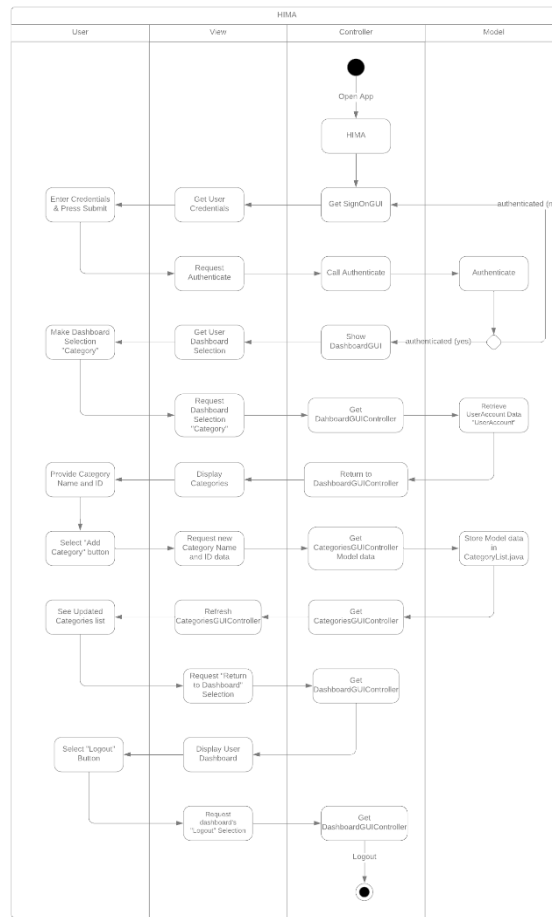 HIMA
User
View
Controller
Model
Open App
HIMA
Enter Credentials
& Press Submit
Get User
Credentials
Get SignOnGUI
authenticated (n
Request
Authenticate
Call Authenticate
Authenticate
Make Dashboard
Selection
"Category"
Get User
Dashboard
Selection
Show
DashboardGUI
authenticated (yes)
Request
Dashboard
Selection
"Category"
Get
DahboardGUIController
Retrieve
UserAccount Data
"UserAccount"
Provide Category
Name and ID
Display
Categories
Return to
DashboardGUIController
Select "Add
Category" button
Request new
Category Name
and ID data
Get
CategoriesGUIController
Model data
Store Model data
in
CategoryList.java
See Updated
Categories list
Refresh
CategoriesGUIController
Get
CategoriesGUIController
Request "Return
to Dashboard"
Selection
Get
DashboardGUIController
Select "Logout"
Button
Display User
Dashboard
Request
dashboard's
"Logout" Selection
Get
DashboardGUIController
Logout